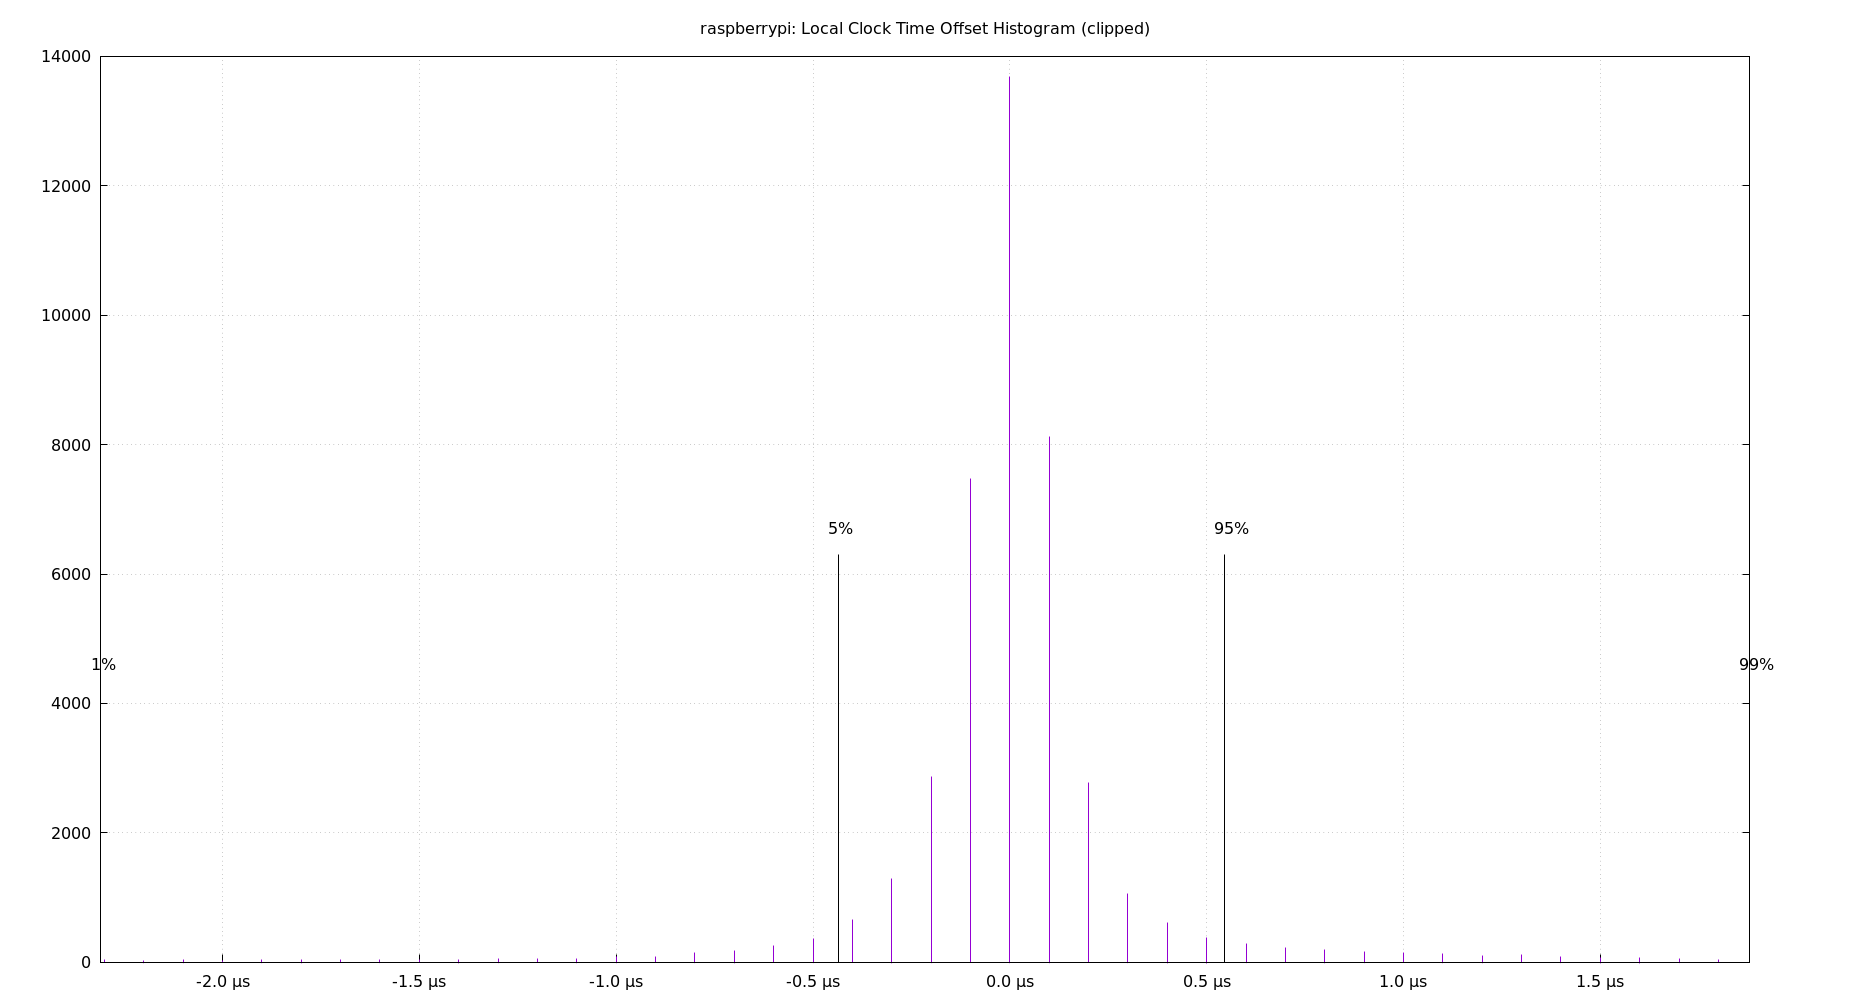 raspberrypi: Local Clock Time Offset Histogram (clipped)
14000
12000
10000
8000
5%
95%
6000
1%
99%
4000
2000
0
-2.0 µs
-1.5 µs
-1.0 µs
-0.5 µs
0.0 µs
0.5 µs
1.0 µs
1.5 µs